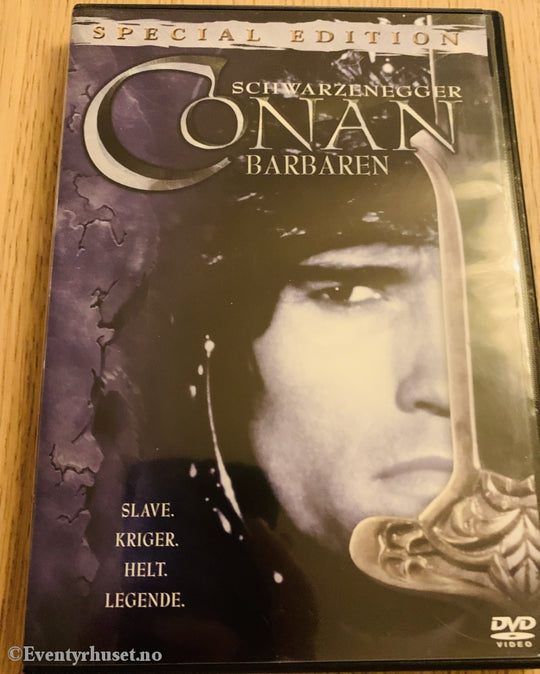 SPECIAL EDITION
SCHWARZENEGGER
CONAN
BARBAREN
SLAVE.
KRIGER.
HELT.
LEGENDE.
DVD
VIDEO
©Eventyrhuset.no